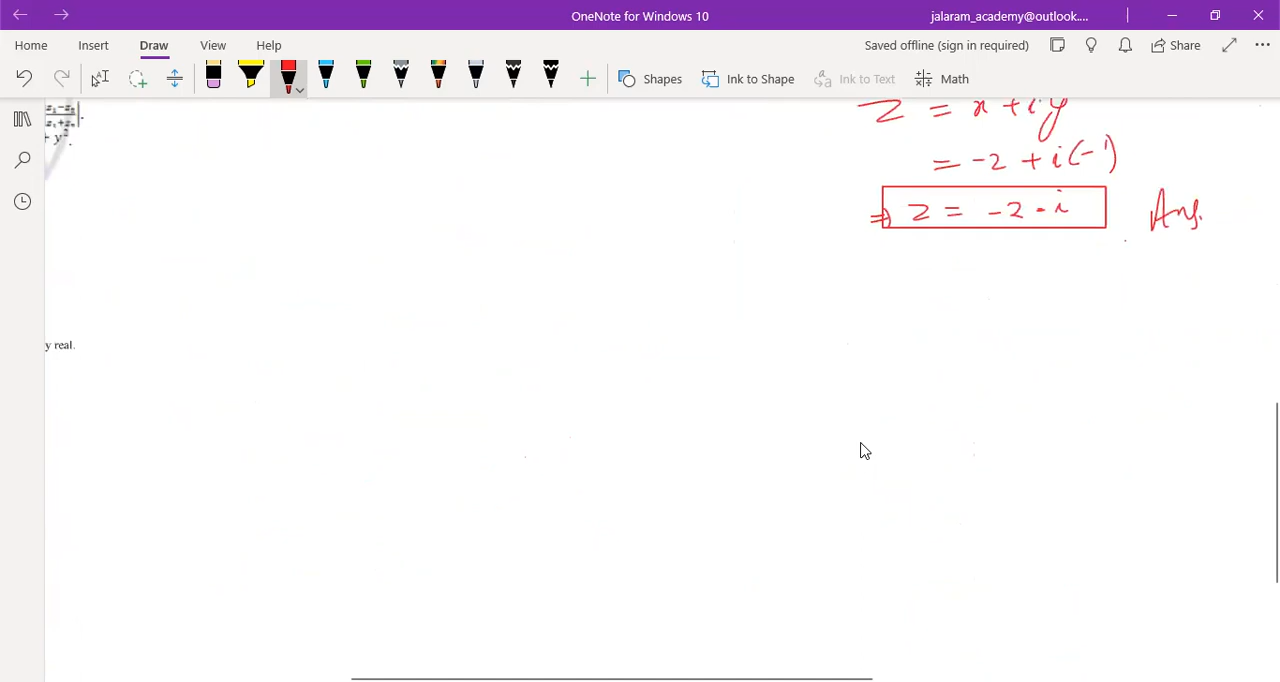 OneNote for Windows 10
jalaram_academy@outlook....
Home Insert Draw View Help
Saved offline (sign in required)
Share
Shapes
Ink to Shape
Ink to Text
Math
z = x + iy
= -2 + i(-1)
⇒ z = -2 - i Ans.
+ y².
y real.